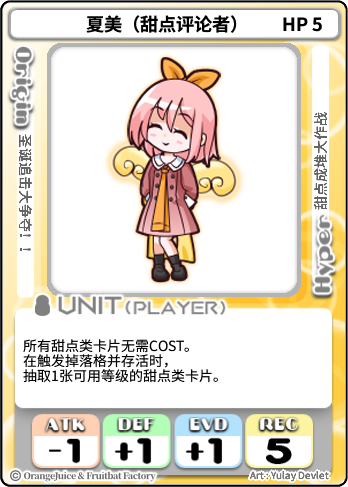 夏美（甜点评论者） HP 5
Origin
圣诞追击大争夺！！
Hyper 甜点成堆大作战
UNIT(PLAYER)
所有甜点类卡片无需COST。
在触发掉落格并存活时，
抽取1张可用等级的甜点类卡片。
ATK DEF EVD REC
-1 +1 +1 5
© OrangeJuice & Fruitbat Factory Art: Yulay Devlet